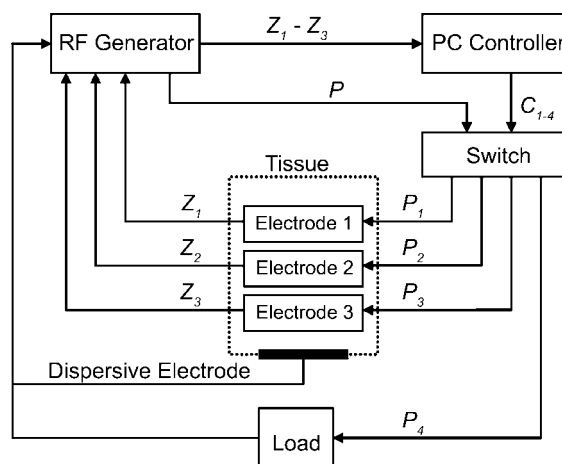 RF Generator
Z1 - Z3
PC Controller
P
C1-4
Switch
Tissue
Z1
Electrode 1
P1
Z2
Electrode 2
P2
Z3
Electrode 3
P3
Dispersive Electrode
Load
P4